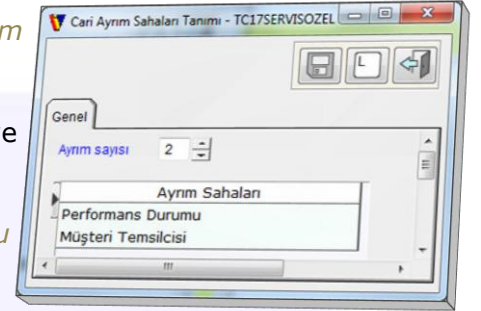 m
Cari Ayrım Sahaları Tanımı - TC17SERVISOZEL
L
Genel
e
Ayrım sayısı 2
Ayrım Sahaları
Performans Durumu
u
Müşteri Temsilcisi